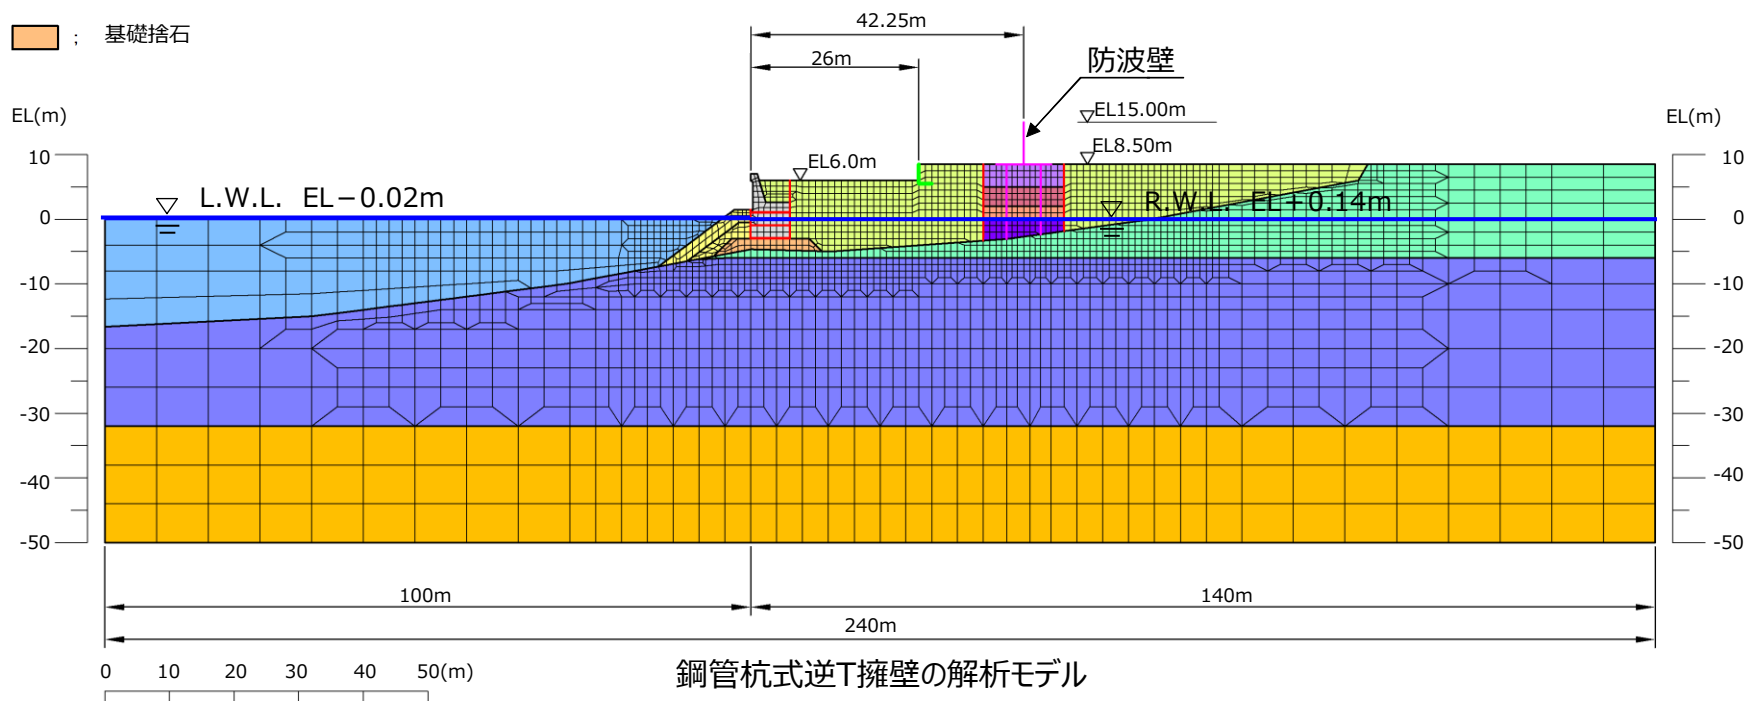 ; 基礎捨石
42.25m
26m
防波壁
EL(m)
EL15.00m
EL(m)
EL8.50m
EL6.0m
10
10
L.W.L. EL−0.02m
R.W.L. EL+0.14m
0
0
-10
-10
-20
-20
-30
-30
-40
-40
-50
-50
100m
140m
240m
0 10 20 30 40 50(m)
鋼管杭式逆T擁壁の解析モデル